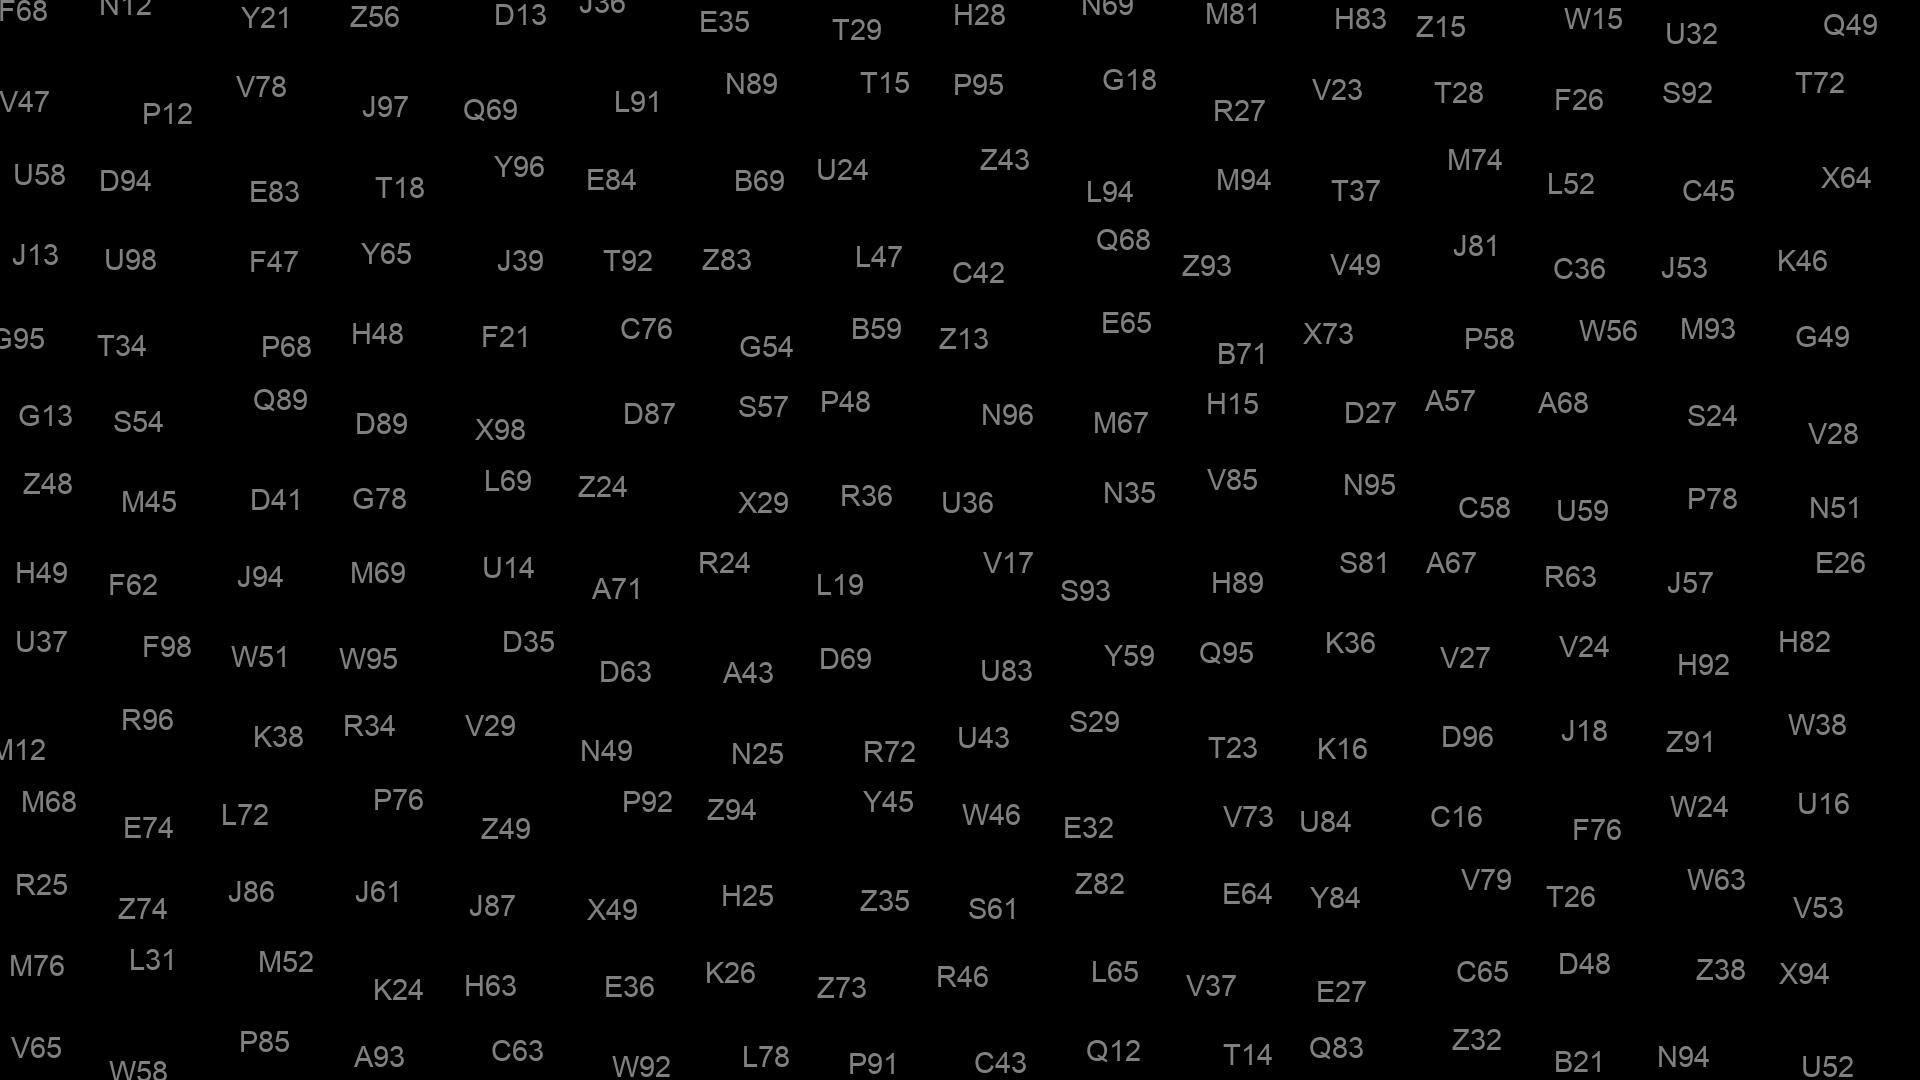 F68 N12 Y21 Z56 D13 J36 E35 T29 H28 N69 M81 H83 Z15 W15 U32 Q49
V47 P12 V78 J97 Q69 L91 N89 T15 P95 G18 R27 V23 T28 F26 S92 T72
U58 D94 E83 T18 Y96 E84 B69 U24 Z43 L94 M94 T37 M74 L52 C45 X64
J13 U98 F47 Y65 J39 T92 Z83 L47 C42 Q68 Z93 V49 J81 C36 J53 K46
G95 T34 P68 H48 F21 C76 G54 B59 Z13 E65 B71 X73 P58 W56 M93 G49
G13 S54 Q89 D89 X98 D87 S57 P48 N96 M67 H15 D27 A57 A68 S24 V28
Z48 M45 D41 G78 L69 Z24 X29 R36 U36 N35 V85 N95 C58 U59 P78 N51
H49 F62 J94 M69 U14 A71 R24 L19 V17 S93 H89 S81 A67 R63 J57 E26
U37 F98 W51 W95 D35 D63 A43 D69 U83 Y59 Q95 K36 V27 V24 H92 H82
M12 R96 K38 R34 V29 N49 N25 R72 U43 S29 T23 K16 D96 J18 Z91 W38
M68 E74 L72 P76 Z49 P92 Z94 Y45 W46 E32 V73 U84 C16 F76 W24 U16
R25 Z74 J86 J61 J87 X49 H25 Z35 S61 Z82 E64 Y84 V79 T26 W63 V53
M76 L31 M52 K24 H63 E36 K26 Z73 R46 L65 V37 E27 C65 D48 Z38 X94
V65 W58 P85 A93 C63 W92 L78 P91 C43 Q12 T14 Q83 Z32 B21 N94 U52